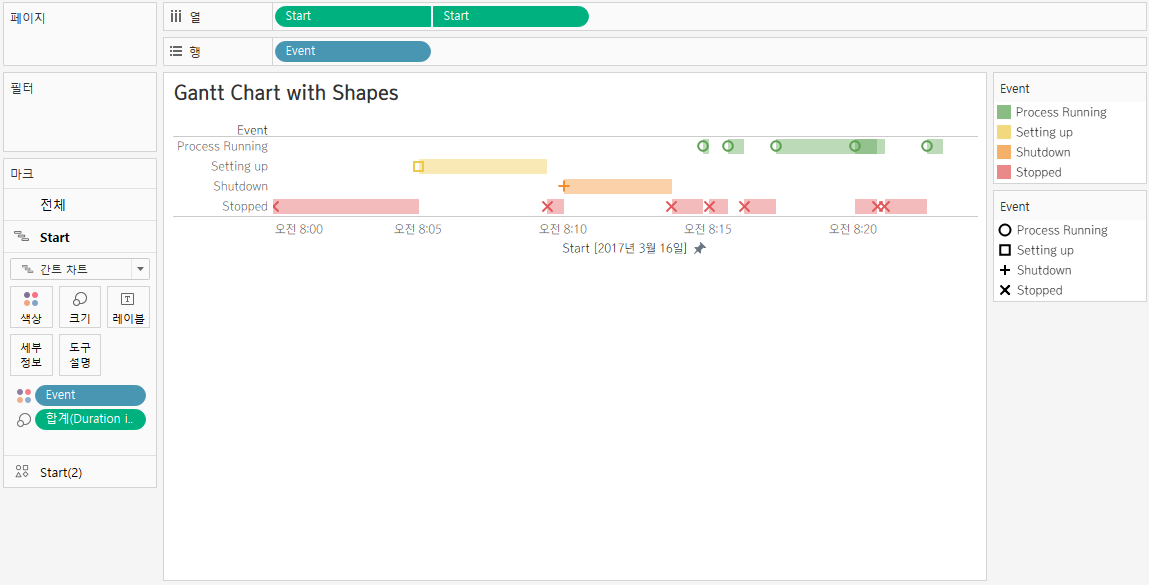 페이지
열
Start
Start
행
Event
필터
마크
전체
Start
간트 차트
색상
크기
레이블
세부
정보
도구
설명
Event
합계(Duration i..
Start(2)
Gantt Chart with Shapes
Event
Process Running
Setting up
Shutdown
Stopped
오전 8:00
오전 8:05
오전 8:10
오전 8:15
오전 8:20
Start [2017년 3월 16일]
Event
Process Running
Setting up
Shutdown
Stopped
Event
Process Running
Setting up
Shutdown
Stopped